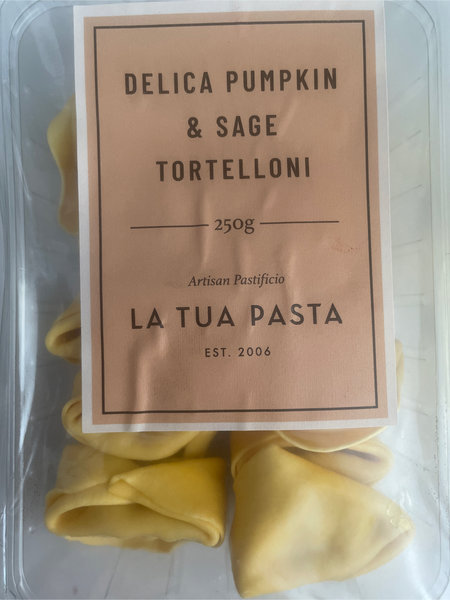 DELICA PUMPKIN
& SAGE
TORTELLONI
250g
Artisan Pastificio
LA TUA PASTA
EST. 2006